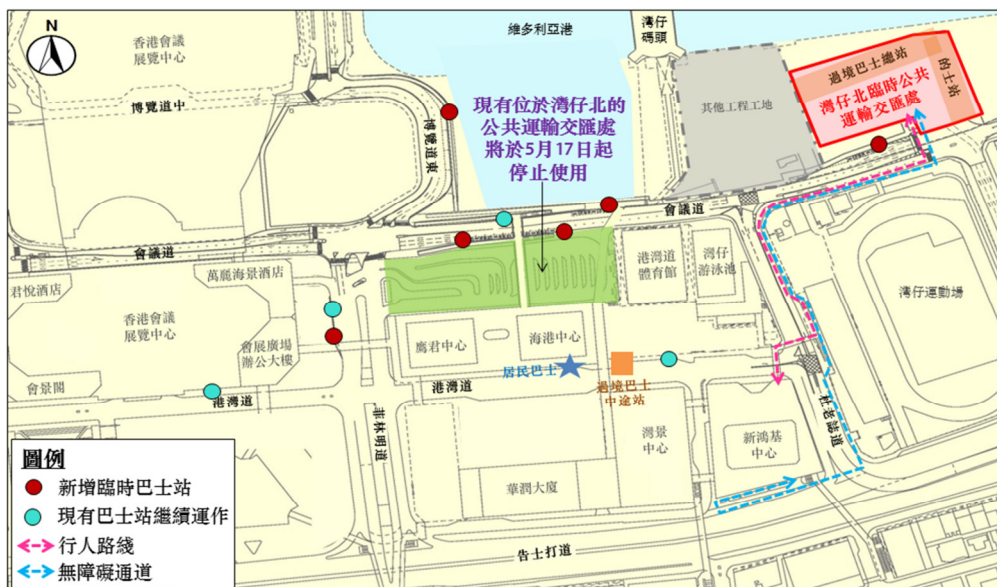 N
香港會議
展覽中心
博覽道中
維多利亞港
灣仔
碼頭
過境巴士總站
的士站
灣仔北臨時公共
運輸交匯處
其他工程工地
現有位於灣仔北的
公共運輸交匯處
將於5月17日起
停止使用
博覽道東
會議道
會議道
萬麗海景酒店
君悅酒店
港灣道
體育館
灣仔
游泳池
灣仔運動場
香港會議
展覽中心
會展廣場
辦公大樓
鷹君中心
海港中心
居民巴士
過境巴士
中途站
會景閣
港灣道
港灣道
菲林明道
杜老誌道
灣景
中心
新鴻基
中心
華潤大廈
告士打道
圖例
新增臨時巴士站
現有巴士站繼續運作
行人路綫
無障礙通道